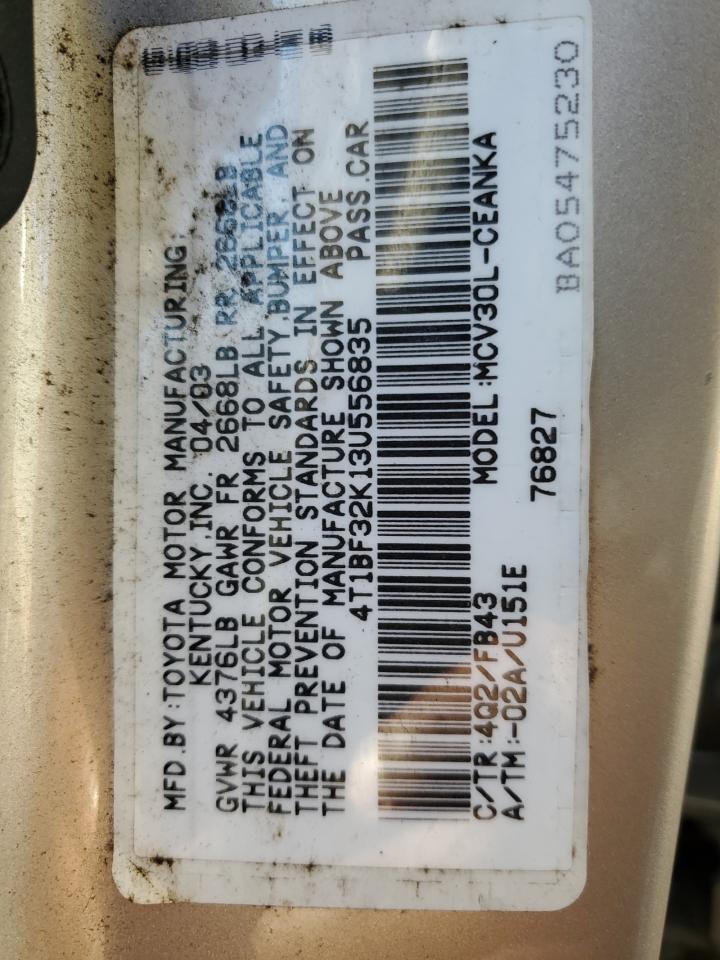 MFD.BY:TOYOTA MOTOR MANUFACTURING,
KENTUCKY,INC. 04/03
GVWR 4376LB GAWR FR 2668LB RR 2668LB
THIS VEHICLE CONFORMS TO ALL APPLICABLE
FEDERAL MOTOR VEHICLE SAFETY,BUMPER, AND
THEFT PREVENTION STANDARDS IN EFFECT ON
THE DATE OF MANUFACTURE SHOWN ABOVE
4T1BF32K13U556835 PASS.CAR
C/TR:4Q2/FB43 MODEL:MCV30L-CEANKA
A/TM:-02A/U151E 76827
BA05475230